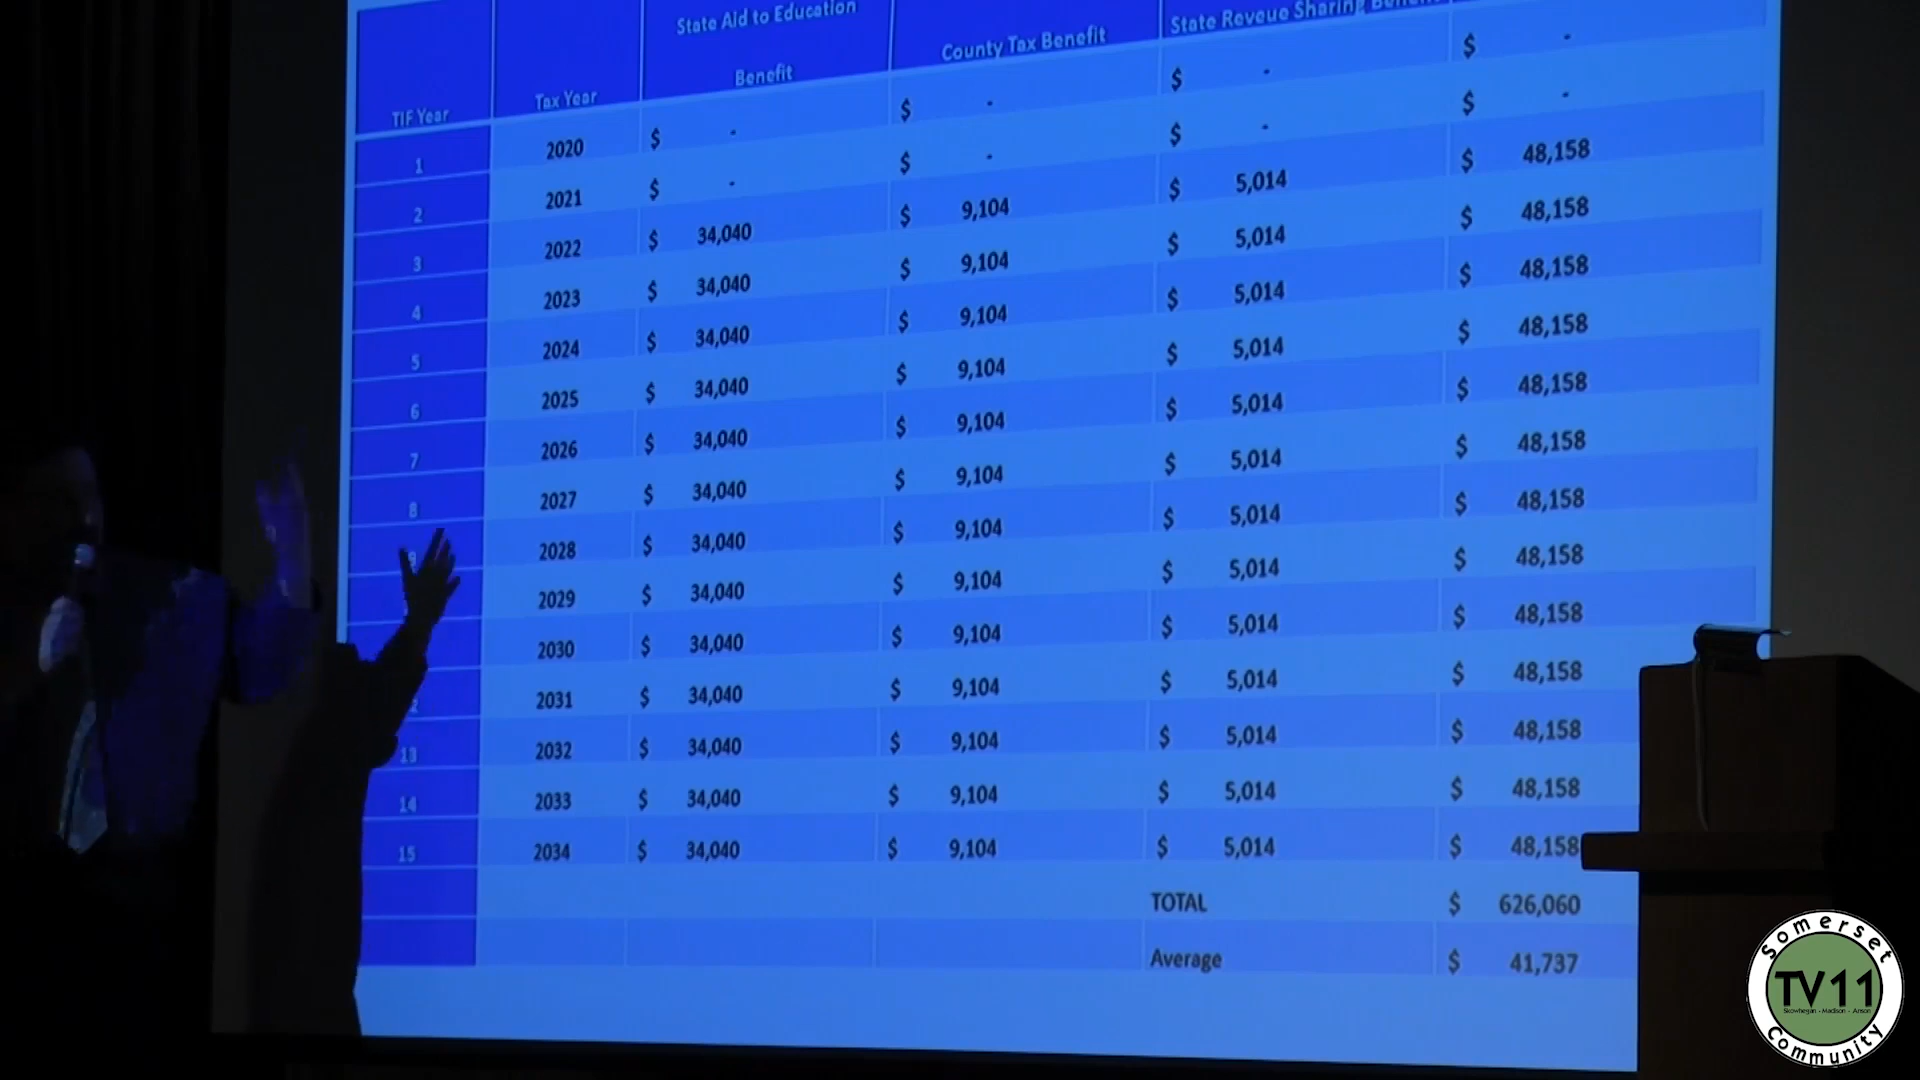 State Aid to Education
Benefit
County Tax Benefit
State Reveue Sharing
TIF Year Tax Year
1 2020 $ - $ - $ - $ -
2 2021 $ - $ - $ - $ -
3 2022 $ 34,040 $ 9,104 $ 5,014 $ 48,158
4 2023 $ 34,040 $ 9,104 $ 5,014 $ 48,158
5 2024 $ 34,040 $ 9,104 $ 5,014 $ 48,158
6 2025 $ 34,040 $ 9,104 $ 5,014 $ 48,158
7 2026 $ 34,040 $ 9,104 $ 5,014 $ 48,158
8 2027 $ 34,040 $ 9,104 $ 5,014 $ 48,158
9 2028 $ 34,040 $ 9,104 $ 5,014 $ 48,158
2029 $ 34,040 $ 9,104 $ 5,014 $ 48,158
2030 $ 34,040 $ 9,104 $ 5,014 $ 48,158
2031 $ 34,040 $ 9,104 $ 5,014 $ 48,158
13 2032 $ 34,040 $ 9,104 $ 5,014 $ 48,158
14 2033 $ 34,040 $ 9,104 $ 5,014 $ 48,158
15 2034 $ 34,040 $ 9,104 $ 5,014 $ 48,158
TOTAL $ 626,060
Average $ 41,737
Somerset
TV11
Skowhegan - Madison - Anson
Community